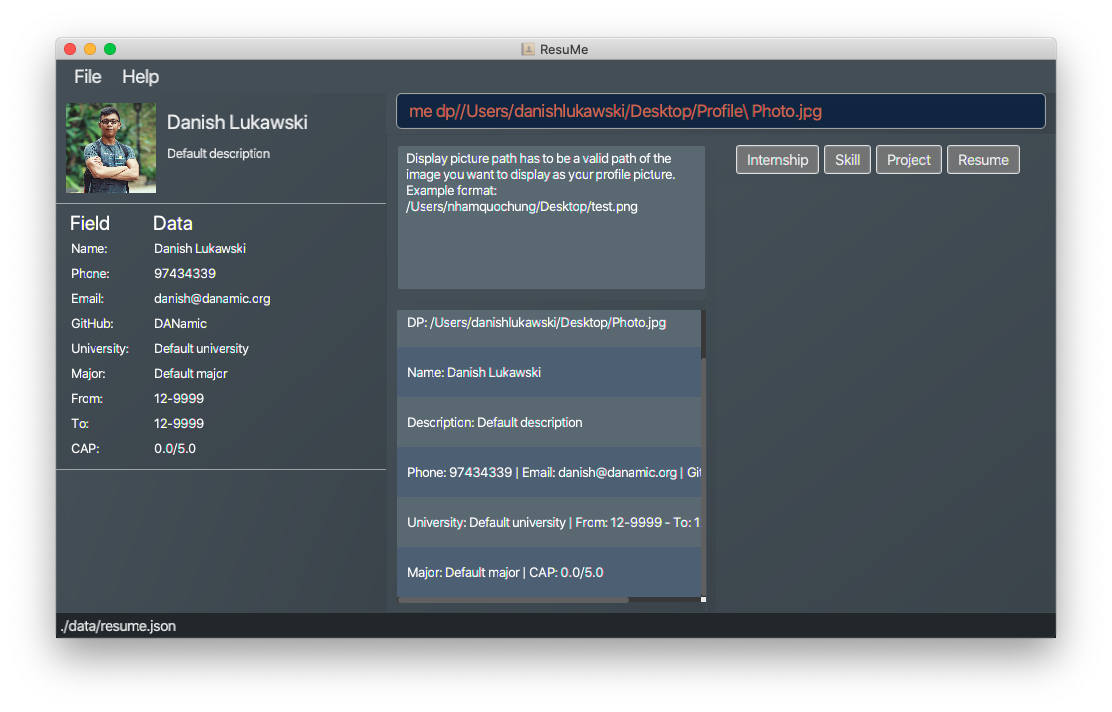 ResuMe
File Help
Danish Lukawski
Default description
Field Data
Name: Danish Lukawski
Phone: 97434339
Email: danish@danamic.org
GitHub: DANamic
University: Default university
Major: Default major
From: 12-9999
To: 12-9999
CAP: 0.0/5.0
me dp//Users/danishlukawski/Desktop/Profile\ Photo.jpg
Display picture path has to be a valid path of the
image you want to display as your profile picture.
Example format:
/Users/nhamquochung/Desktop/test.png
DP: /Users/danishlukawski/Desktop/Photo.jpg
Name: Danish Lukawski
Description: Default description
Phone: 97434339 | Email: danish@danamic.org | Git
University: Default university | From: 12-9999 - To: 1
Major: Default major | CAP: 0.0/5.0
Internship Skill Project Resume
./data/resume.json